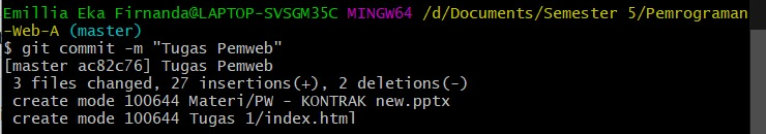 Emillia Eka Firnanda@LAPTOP-SVSGM35C MINGW64 /d/Documents/Semester 5/Pemrograman
-Web-A (master)
$ git commit -m "Tugas Pemweb"
[master ac82c76] Tugas Pemweb
 3 files changed, 27 insertions(+), 2 deletions(-)
 create mode 100644 Materi/PW - KONTRAK new.pptx
 create mode 100644 Tugas 1/index.html